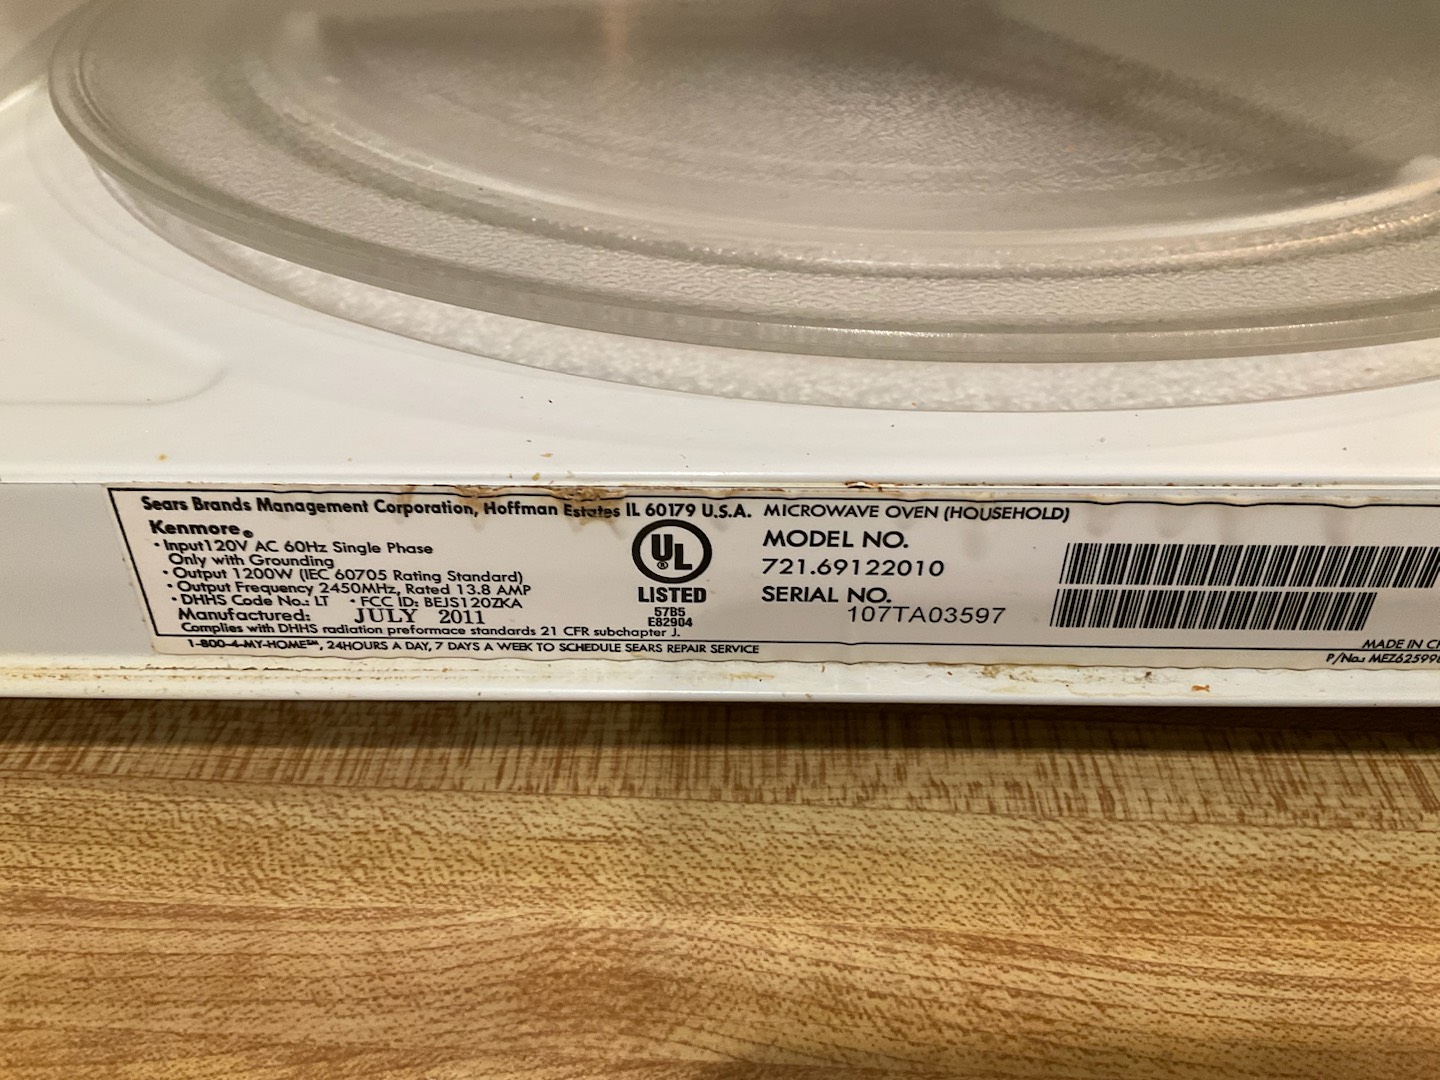 Sears Brands Management Corporation, Hoffman Estates IL 60179 U.S.A.
Kenmore®
• Input120V AC 60Hz Single Phase
Only with Grounding
• Output 1200W (IEC 60705 Rating Standard)
• Output Frequency 2450MHz, Rated 13.8 AMP
• DHHS Code No.: LT • FCC ID: BEJS120ZKA
Manufactured: JULY 2011
Complies with DHHS radiation preformace standards 21 CFR subchapter J.
1-800-4-MY-HOME℠, 24HOURS A DAY, 7 DAYS A WEEK TO SCHEDULE SEARS REPAIR SERVICE
UL
LISTED
57B5
E82904
MICROWAVE OVEN (HOUSEHOLD)
MODEL NO.
721.69122010
SERIAL NO.
107TA03597
MADE IN
P/No.: